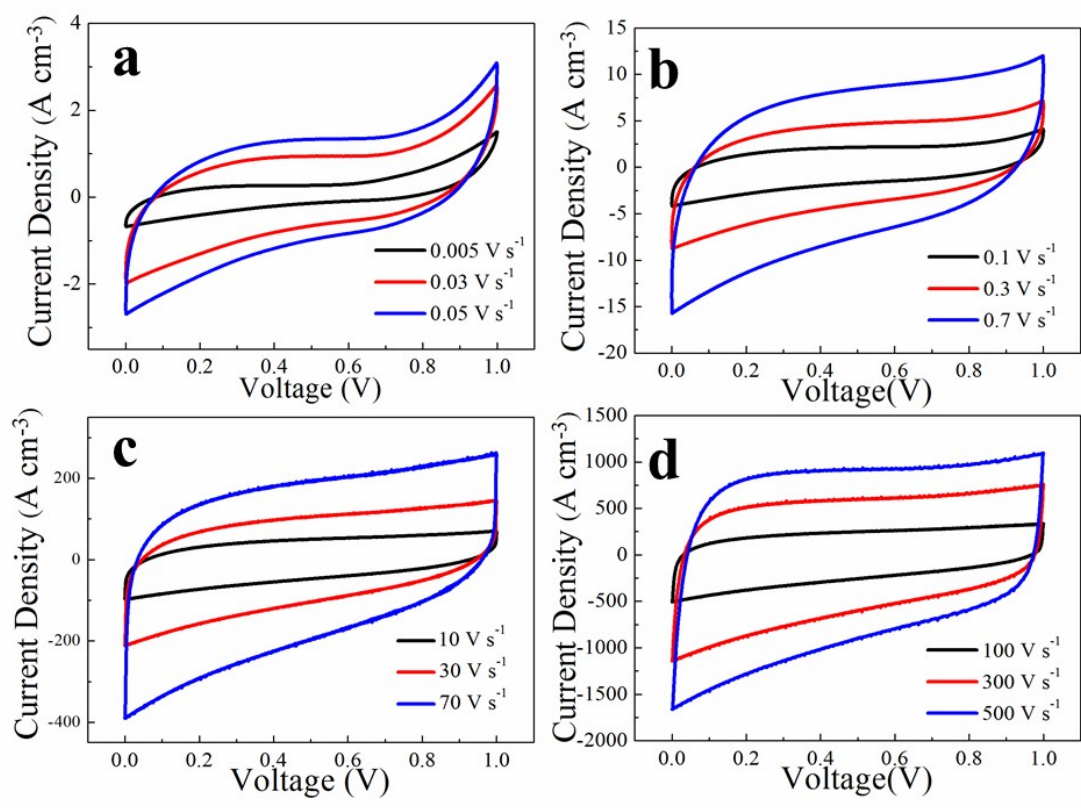 a
Current Density (A cm-3)
4
2
0
-2
0.005 V s-1
0.03 V s-1
0.05 V s-1
0.0 0.2 0.4 0.6 0.8 1.0
Voltage (V)
b
Current Density (A cm-3)
15
10
5
0
-5
-10
-15
-20
0.1 V s-1
0.3 V s-1
0.7 V s-1
0.0 0.2 0.4 0.6 0.8 1.0
Voltage(V)
c
Current Density (A cm-3)
200
0
-200
-400
10 V s-1
30 V s-1
70 V s-1
0.0 0.2 0.4 0.6 0.8 1.0
Voltage (V)
d
Current Density (A cm-3)
1500
1000
500
0
-500
-1000
-1500
-2000
100 V s-1
300 V s-1
500 V s-1
0.0 0.2 0.4 0.6 0.8 1.0
Voltage(V)